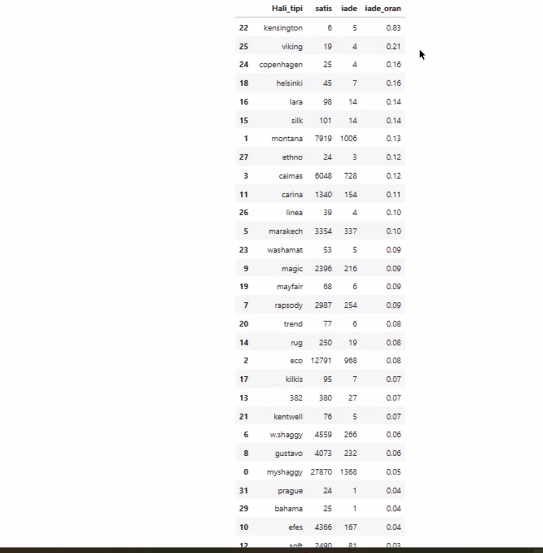 Hali_tipi satis iade iade_oran
22 kensington 6 5 0.83
25 viking 19 4 0.21
24 copenhagen 25 4 0.16
18 helsinki 45 7 0.16
16 lara 98 14 0.14
15 silk 101 14 0.14
1 montana 7919 1006 0.13
27 ethno 24 3 0.12
3 caimas 6048 728 0.12
11 carina 1340 154 0.11
26 linea 39 4 0.10
5 marakech 3354 337 0.10
23 washamat 53 5 0.09
9 magic 2396 216 0.09
19 mayfair 68 6 0.09
7 rapsody 2987 254 0.09
20 trend 77 6 0.08
14 rug 250 19 0.08
2 eco 12791 968 0.08
17 kilkis 95 7 0.07
13 382 380 27 0.07
21 kentwell 76 5 0.07
6 w.shaggy 4559 266 0.06
8 gustavo 4073 232 0.06
0 myshaggy 27870 1368 0.05
31 prague 24 1 0.04
29 bahama 25 1 0.04
10 efes 4366 167 0.04
12 soft 2490 81 0.03